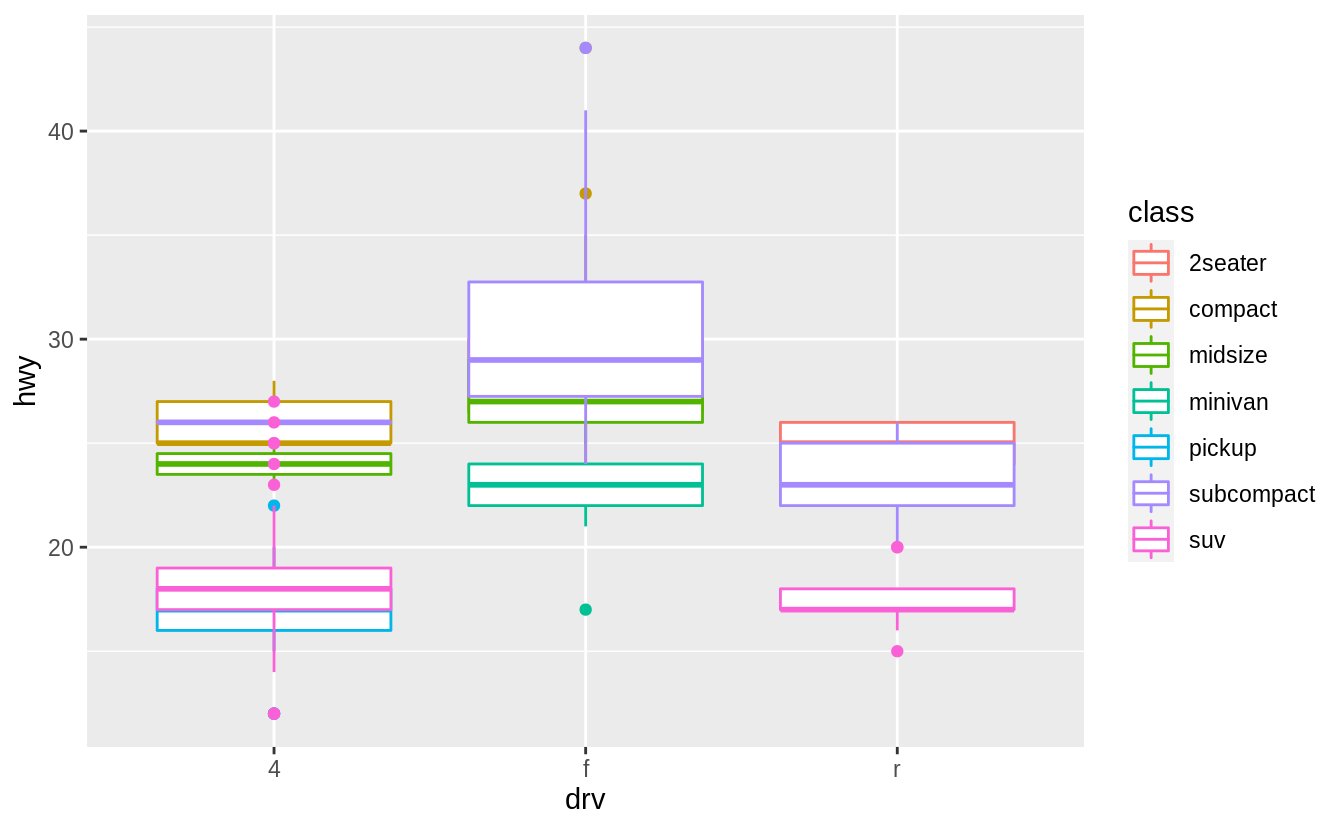 hwy
40
30
20
4 f r
drv
class
2seater
compact
midsize
minivan
pickup
subcompact
suv